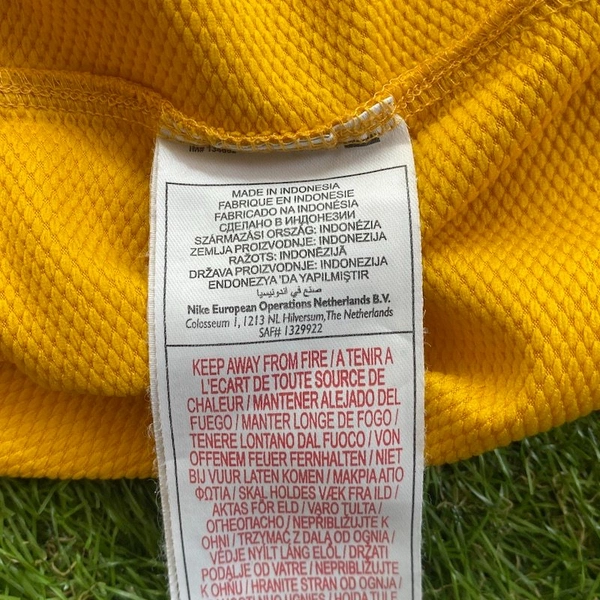 MADE IN INDONESIA
FABRIQUE EN INDONESIE
FABRICADO NA INDONÉSIA
СДЕЛАНО В ИНДОНЕЗИИ
SZÁRMAZÁSI ORSZÁG: INDONÉZIA
ZEMLJA PROIZVODNJE: INDONEZIJA
RAŽOTS: INDONĒZIJĀ
DRŽAVA PROIZVODNJE: INDONEZIJA
ENDONEZYA 'DA YAPILMIŞTIR
صنع في اندونيسيا
Nike European Operations Netherlands B.V.
Colosseum 1, 1213 NL Hilversum, The Netherlands
SAF# 1329922
KEEP AWAY FROM FIRE / A TENIR A
L'ECART DE TOUTE SOURCE DE
CHALEUR / MANTENER ALEJADO DEL
FUEGO / MANTER LONGE DE FOGO /
TENERE LONTANO DAL FUOCO / VON
OFFENEM FEUER FERNHALTEN / NIET
BIJ VUUR LATEN KOMEN / ΜΑΚΡΙΑ ΑΠΟ
ΦΩΤΙΑ / SKAL HOLDES VÆK FRA ILD /
AKTAS FÖR ELD / VARO TULTA /
ОГНЕОПАСНО / NEPŘIBLIŽUJTE K
OHNI / TRZYMAĆ Z DALA OD OGNIA /
VÉDJE NYÍLT LÁNG ELŐL / DRŽATI
PODALJE OD VATRE / NEPRIBLIŽUJTE
K OHŇU / HRANITE STRAN OD OGNJA /